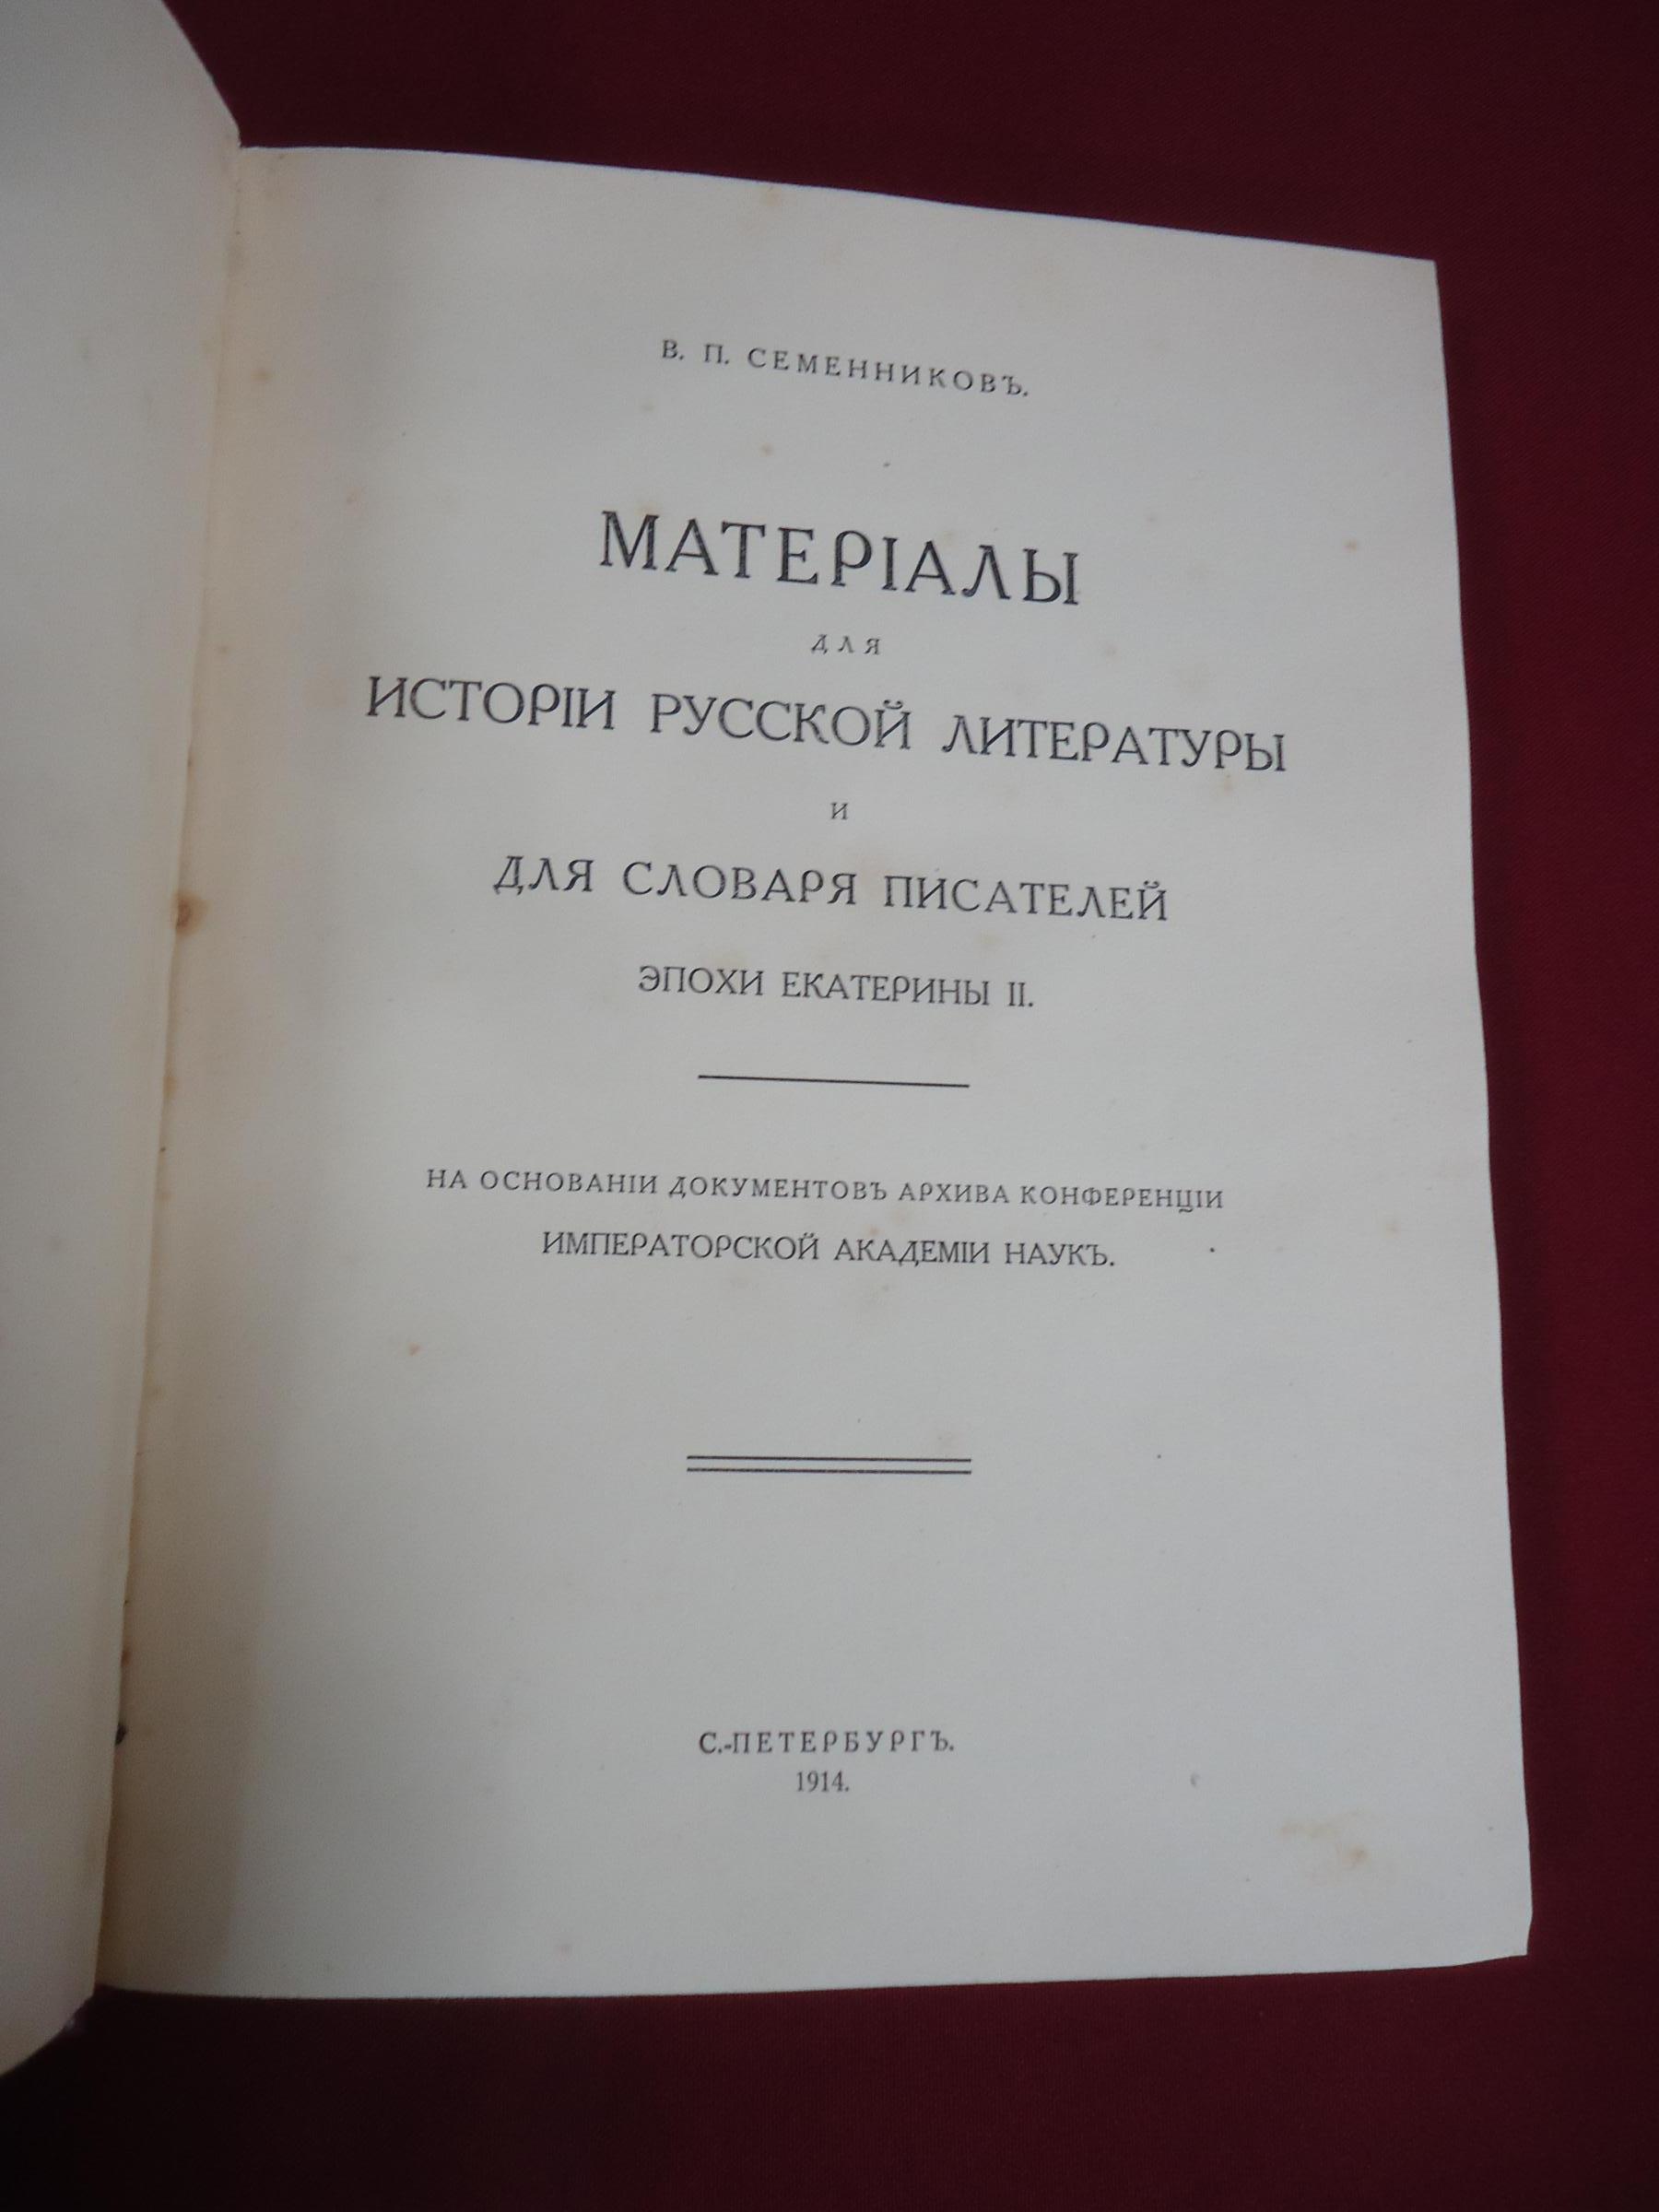 В. П. СЕМЕННИКОВЪ.
МАТЕРІАЛЫ
ДЛЯ
ИСТОРІИ РУССКОЙ ЛИТЕРАТУРЫ
И
ДЛЯ СЛОВАРЯ ПИСАТЕЛЕЙ
ЭПОХИ ЕКАТЕРИНЫ II.
НА ОСНОВАНІИ ДОКУМЕНТОВЪ АРХИВА КОНФЕРЕНЦІИ
ИМПЕРАТОРСКОЙ АКАДЕМІИ НАУКЪ.
С.-ПЕТЕРБУРГЪ.
1914.